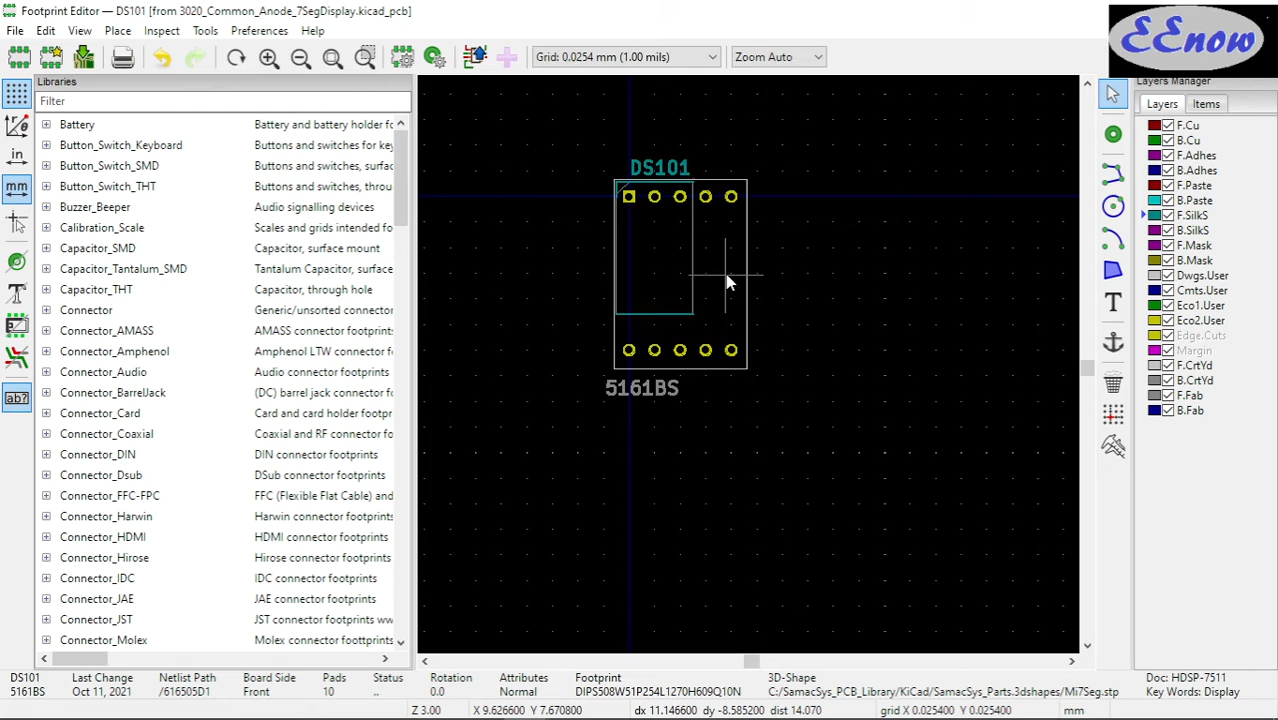 Footprint Editor — DS101 [from 3020_Common_Anode_7SegDisplay.kicad_pcb]
EEnow
File Edit View Place Inspect Tools Preferences Help
Grid: 0.0254 mm (1.00 mils)
Zoom Auto
Libraries
Filter
Battery Battery and battery holder fo
Button_Switch_Keyboard Buttons and switches for key
Button_Switch_SMD Buttons and switches, surfac
Button_Switch_THT Buttons and switches, throu
Buzzer_Beeper Audio signalling devices
Calibration_Scale Scales and grids intended fo
Capacitor_SMD Capacitor, surface mount
Capacitor_Tantalum_SMD Tantalum Capacitor, surface
Capacitor_THT Capacitor, through hole
Connector Generic/unsorted connector
Connector_AMASS AMASS connector footprints
Connector_Amphenol Amphenol LTW connector fo
Connector_Audio Audio connector footprints
Connector_BarrelJack (DC) barrel jack connector f
Connector_Card Card and card holder footpr
Connector_Coaxial Coaxial and RF connector fo
Connector_DIN DIN connector footprints
Connector_Dsub DSub connector footprints
Connector_FFC-FPC FFC (Flexible Flat Cable) and
Connector_Harwin Harwin connector footprints
Connector_HDMI HDMI connector footprints
Connector_Hirose Hirose connector footprints
Connector_IDC IDC connector footprints
Connector_JAE JAE connector footprints
Connector_JST JST connector footprints ww
Connector_Molex Molex connector foottprints
in
mm
ab?
DS101
5161BS
Layers Manager
Layers Items
F.Cu
B.Cu
F.Adhes
B.Adhes
F.Paste
B.Paste
F.SilkS
B.SilkS
F.Mask
B.Mask
Dwgs.User
Cmts.User
Eco1.User
Eco2.User
Edge.Cuts
Margin
F.CrtYd
B.CrtYd
F.Fab
B.Fab
DS101 Last Change Netlist Path Board Side Pads Status Rotation Attributes Footprint 3D-Shape Doc: HDSP-7511
5161BS Oct 11, 2021 /616505D1 Front 10 .. 0.0 Normal DIPS508W51P254L1270H609Q10N C:/SamacSys_PCB_Library/KiCad/SamacSys_Parts.3dshapes/Mi7Seg.stp Key Words: Display
Z 3.00 X 9.626600 Y 7.670800 dx 11.146600 dy -8.585200 dist 14.070 grid X 0.025400 Y 0.025400 mm